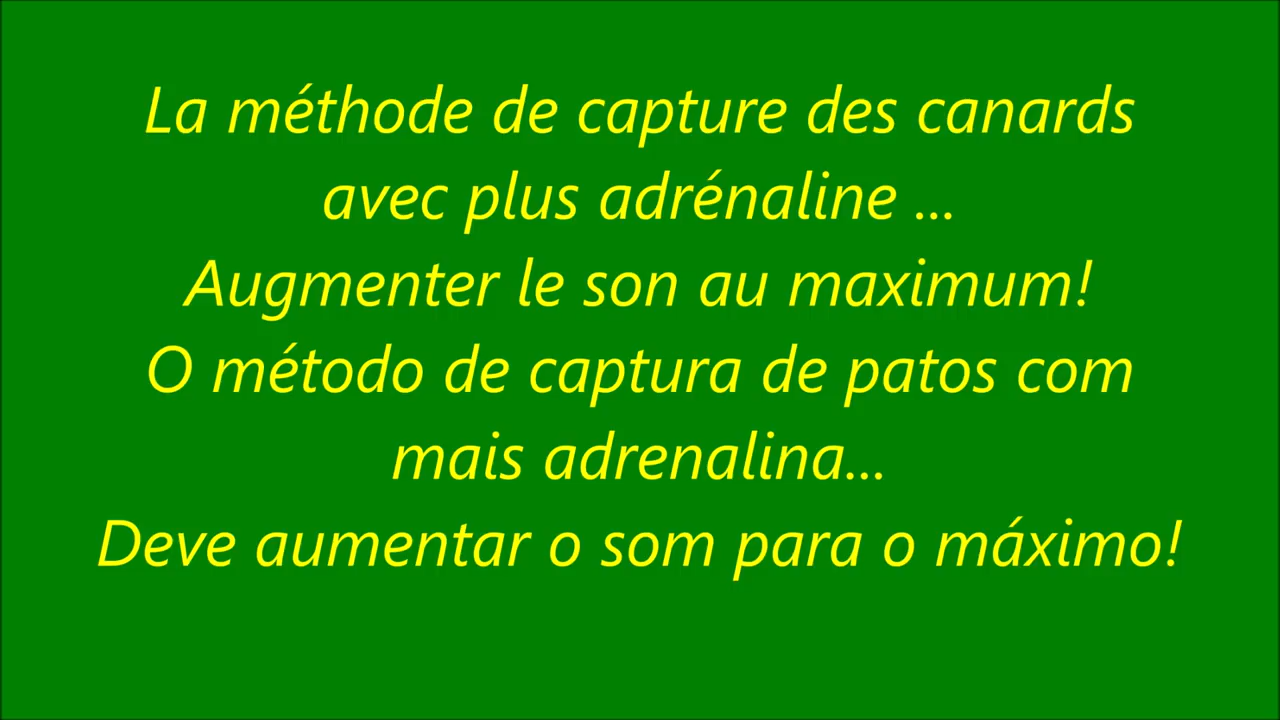 La méthode de capture des canards
avec plus adrénaline ...
Augmenter le son au maximum!
O método de captura de patos com
mais adrenalina...
Deve aumentar o som para o máximo!